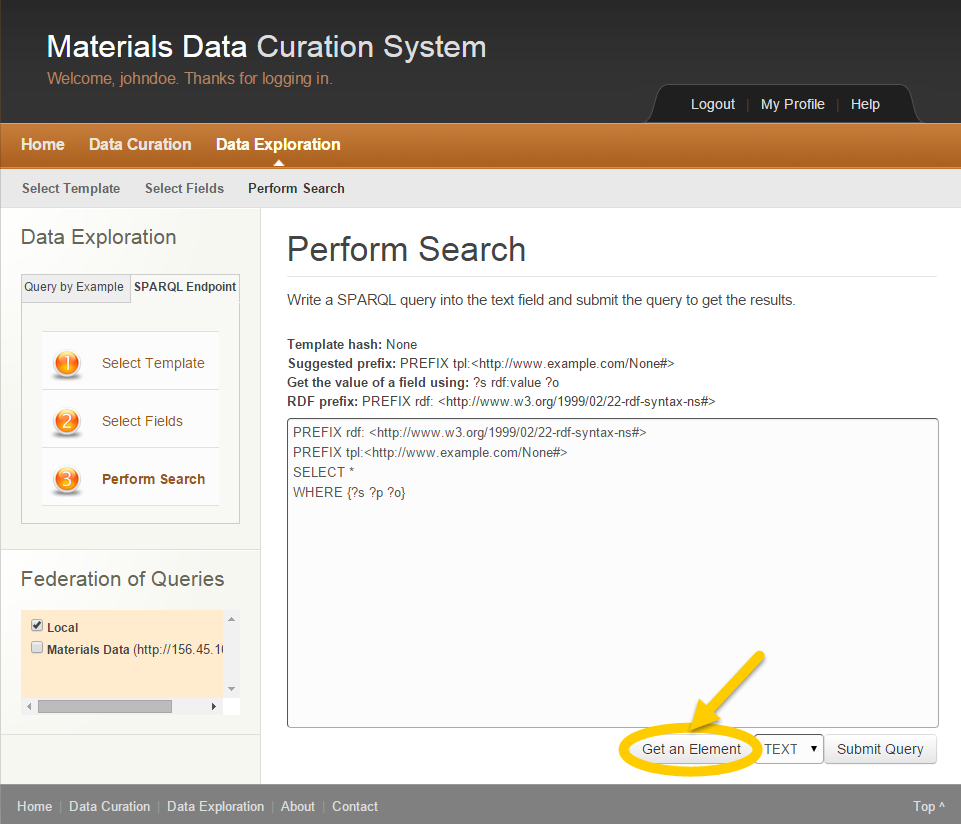 Materials Data Curation System
Welcome, johndoe. Thanks for logging in.
Logout | My Profile | Help
Home Data Curation Data Exploration
Select Template Select Fields Perform Search
Data Exploration
Query by Example SPARQL Endpoint
1 Select Template
2 Select Fields
3 Perform Search
Federation of Queries
Local
Materials Data (http://156.45.10
Perform Search
Write a SPARQL query into the text field and submit the query to get the results.
Template hash: None
Suggested prefix: PREFIX tpl:<http://www.example.com/None#>
Get the value of a field using: ?s rdf:value ?o
RDF prefix: PREFIX rdf: <http://www.w3.org/1999/02/22-rdf-syntax-ns#>
PREFIX rdf: <http://www.w3.org/1999/02/22-rdf-syntax-ns#>
PREFIX tpl:<http://www.example.com/None#>
SELECT *
WHERE {?s ?p ?o}
Get an Element TEXT Submit Query
Home | Data Curation | Data Exploration | About | Contact Top ^